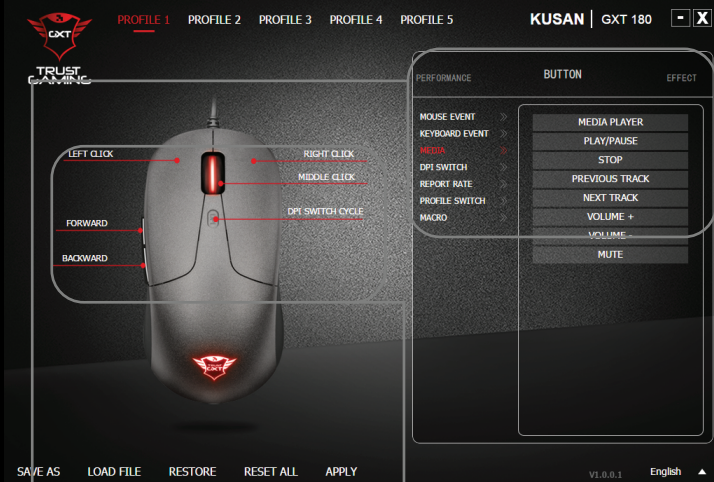 PROFILE 1 PROFILE 2 PROFILE 3 PROFILE 4 PROFILE 5
KUSAN GXT 180 - X
GXT
TRUST
GAMING
PERFORMANCE BUTTON EFFECT
LEFT CLICK
RIGHT CLICK
MIDDLE CLICK
DPI SWITCH CYCLE
FORWARD
BACKWARD
TRUST
GXT
MOUSE EVENT
KEYBOARD EVENT
MEDIA
DPI SWITCH
REPORT RATE
PROFILE SWITCH
MACRO
MEDIA PLAYER
PLAY/PAUSE
STOP
PREVIOUS TRACK
NEXT TRACK
VOLUME +
VOLUME -
MUTE
SAVE AS LOAD FILE RESTORE RESET ALL APPLY
V1.0.0.1 English